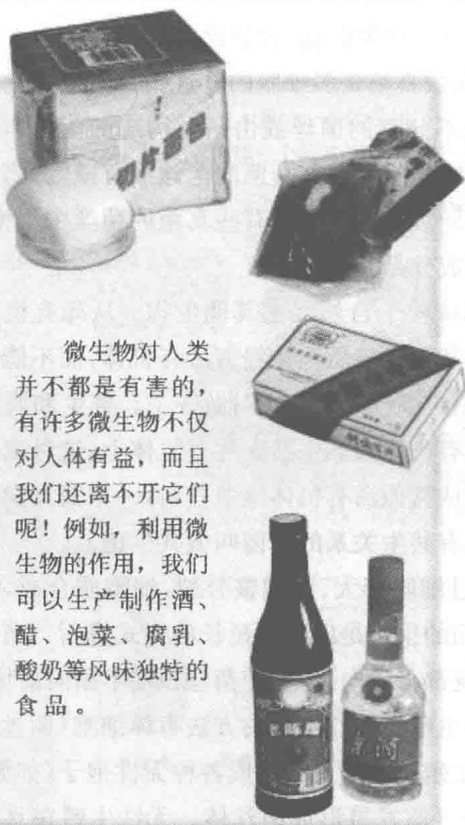 切片面包
微生物对人类
并不都是有害的，
有许多微生物不仅
对人体有益，而且
我们还离不开它们
呢！例如，利用微
生物的作用，我们
可以生产制作酒、
醋、泡菜、腐乳、
酸奶等风味独特的
食品。
陈醋